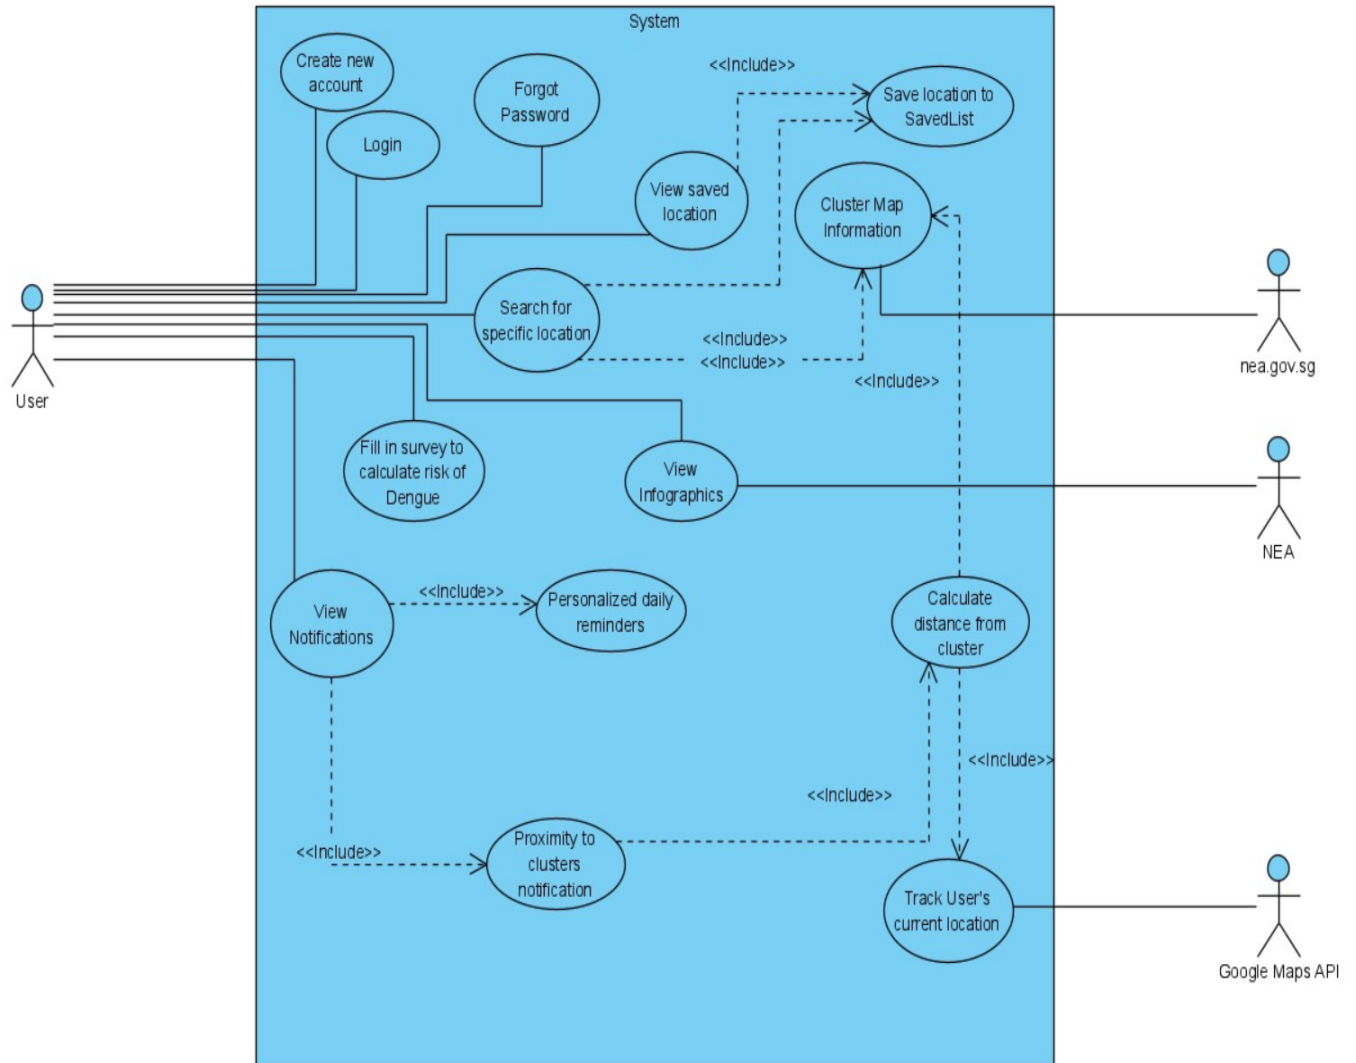 System
Create new
account
Login
Forgot
Password
<<Include>>
Save location to
SavedList
View saved
location
Cluster Map
Information
Search for
specific location
<<Include>>
<<Include>>
<<Include>>
nea.gov.sg
User
Fill in survey to
calculate risk of
Dengue
View
Infographics
NEA
View
Notifications
<<Include>>
Personalized daily
reminders
Calculate
distance from
cluster
<<Include>>
<<Include>>
<<Include>>
Proximity to
clusters
notification
Track User's
current location
Google Maps API